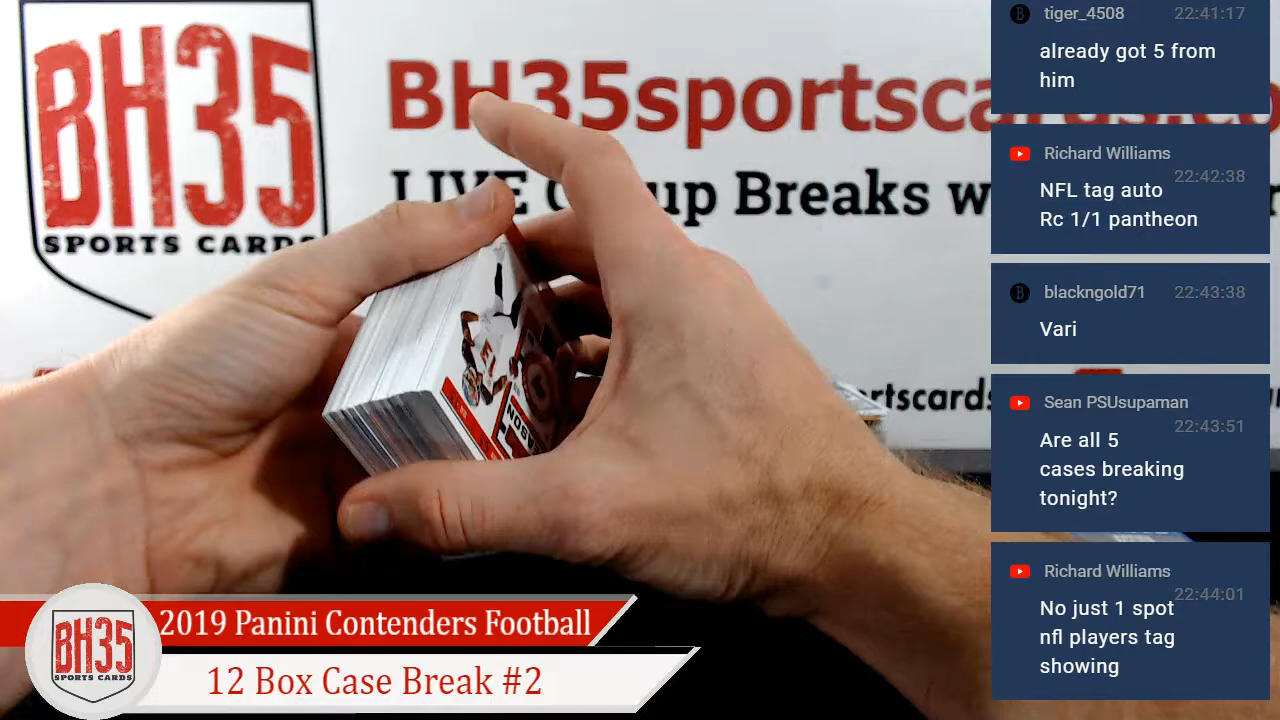 BH35
SPORTS CARDS
BH35sportscards.co
LIVE G up Breaks w
rtscards
tiger_4508 22:41:17
already got 5 from
him
Richard Williams
22:42:38
NFL tag auto
Rc 1/1 pantheon
blackngold71 22:43:38
Vari
Sean PSUsupaman
22:43:51
Are all 5
cases breaking
tonight?
Richard Williams
22:44:01
No just 1 spot
nfl players tag
showing
2019 Panini Contenders Football
12 Box Case Break #2
BH35
SPORTS CARDS